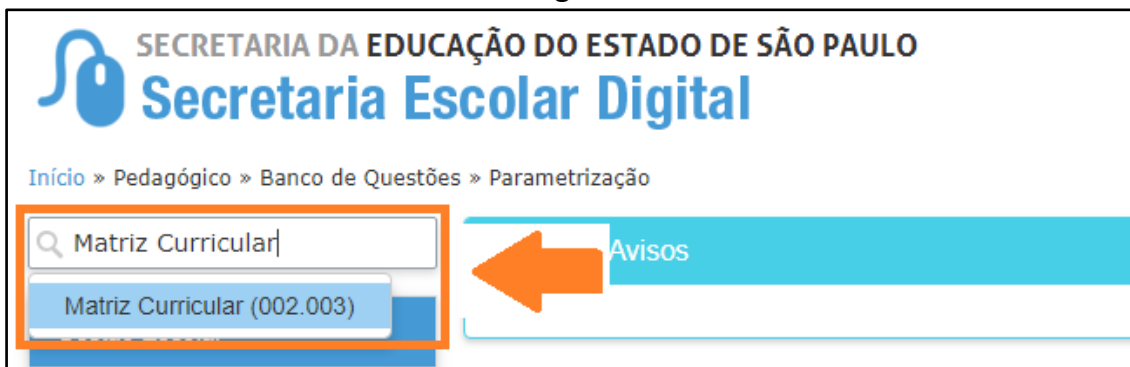 SECRETARIA DA EDUCAÇÃO DO ESTADO DE SÃO PAULO
Secretaria Escolar Digital
Início » Pedagógico » Banco de Questões » Parametrização
Matriz Curricular
Avisos
Matriz Curricular (002.003)